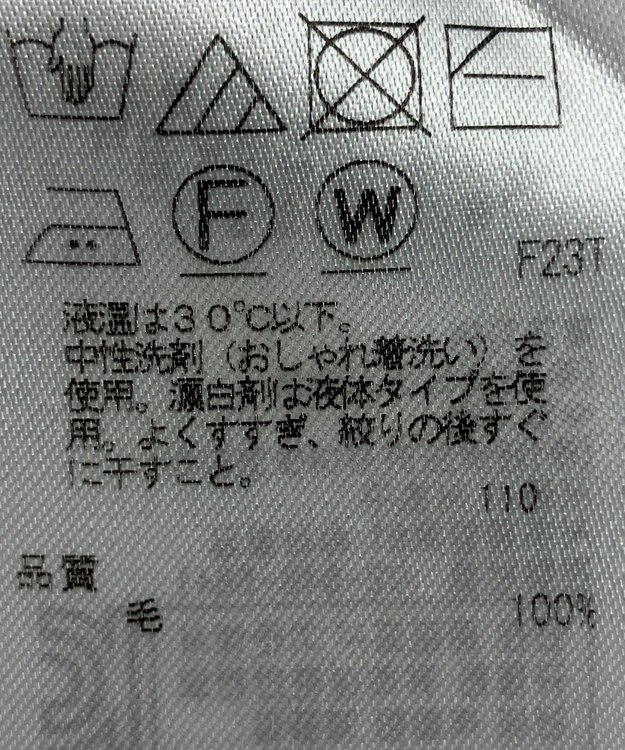 F
W
F23T
液温は30℃以下。
中性洗剤（おしゃれ着洗い）を
使用。漂白剤は液体タイプを使
用。よくすすぎ、絞りの後すぐ
に干すこと。
110
品質
毛 100%